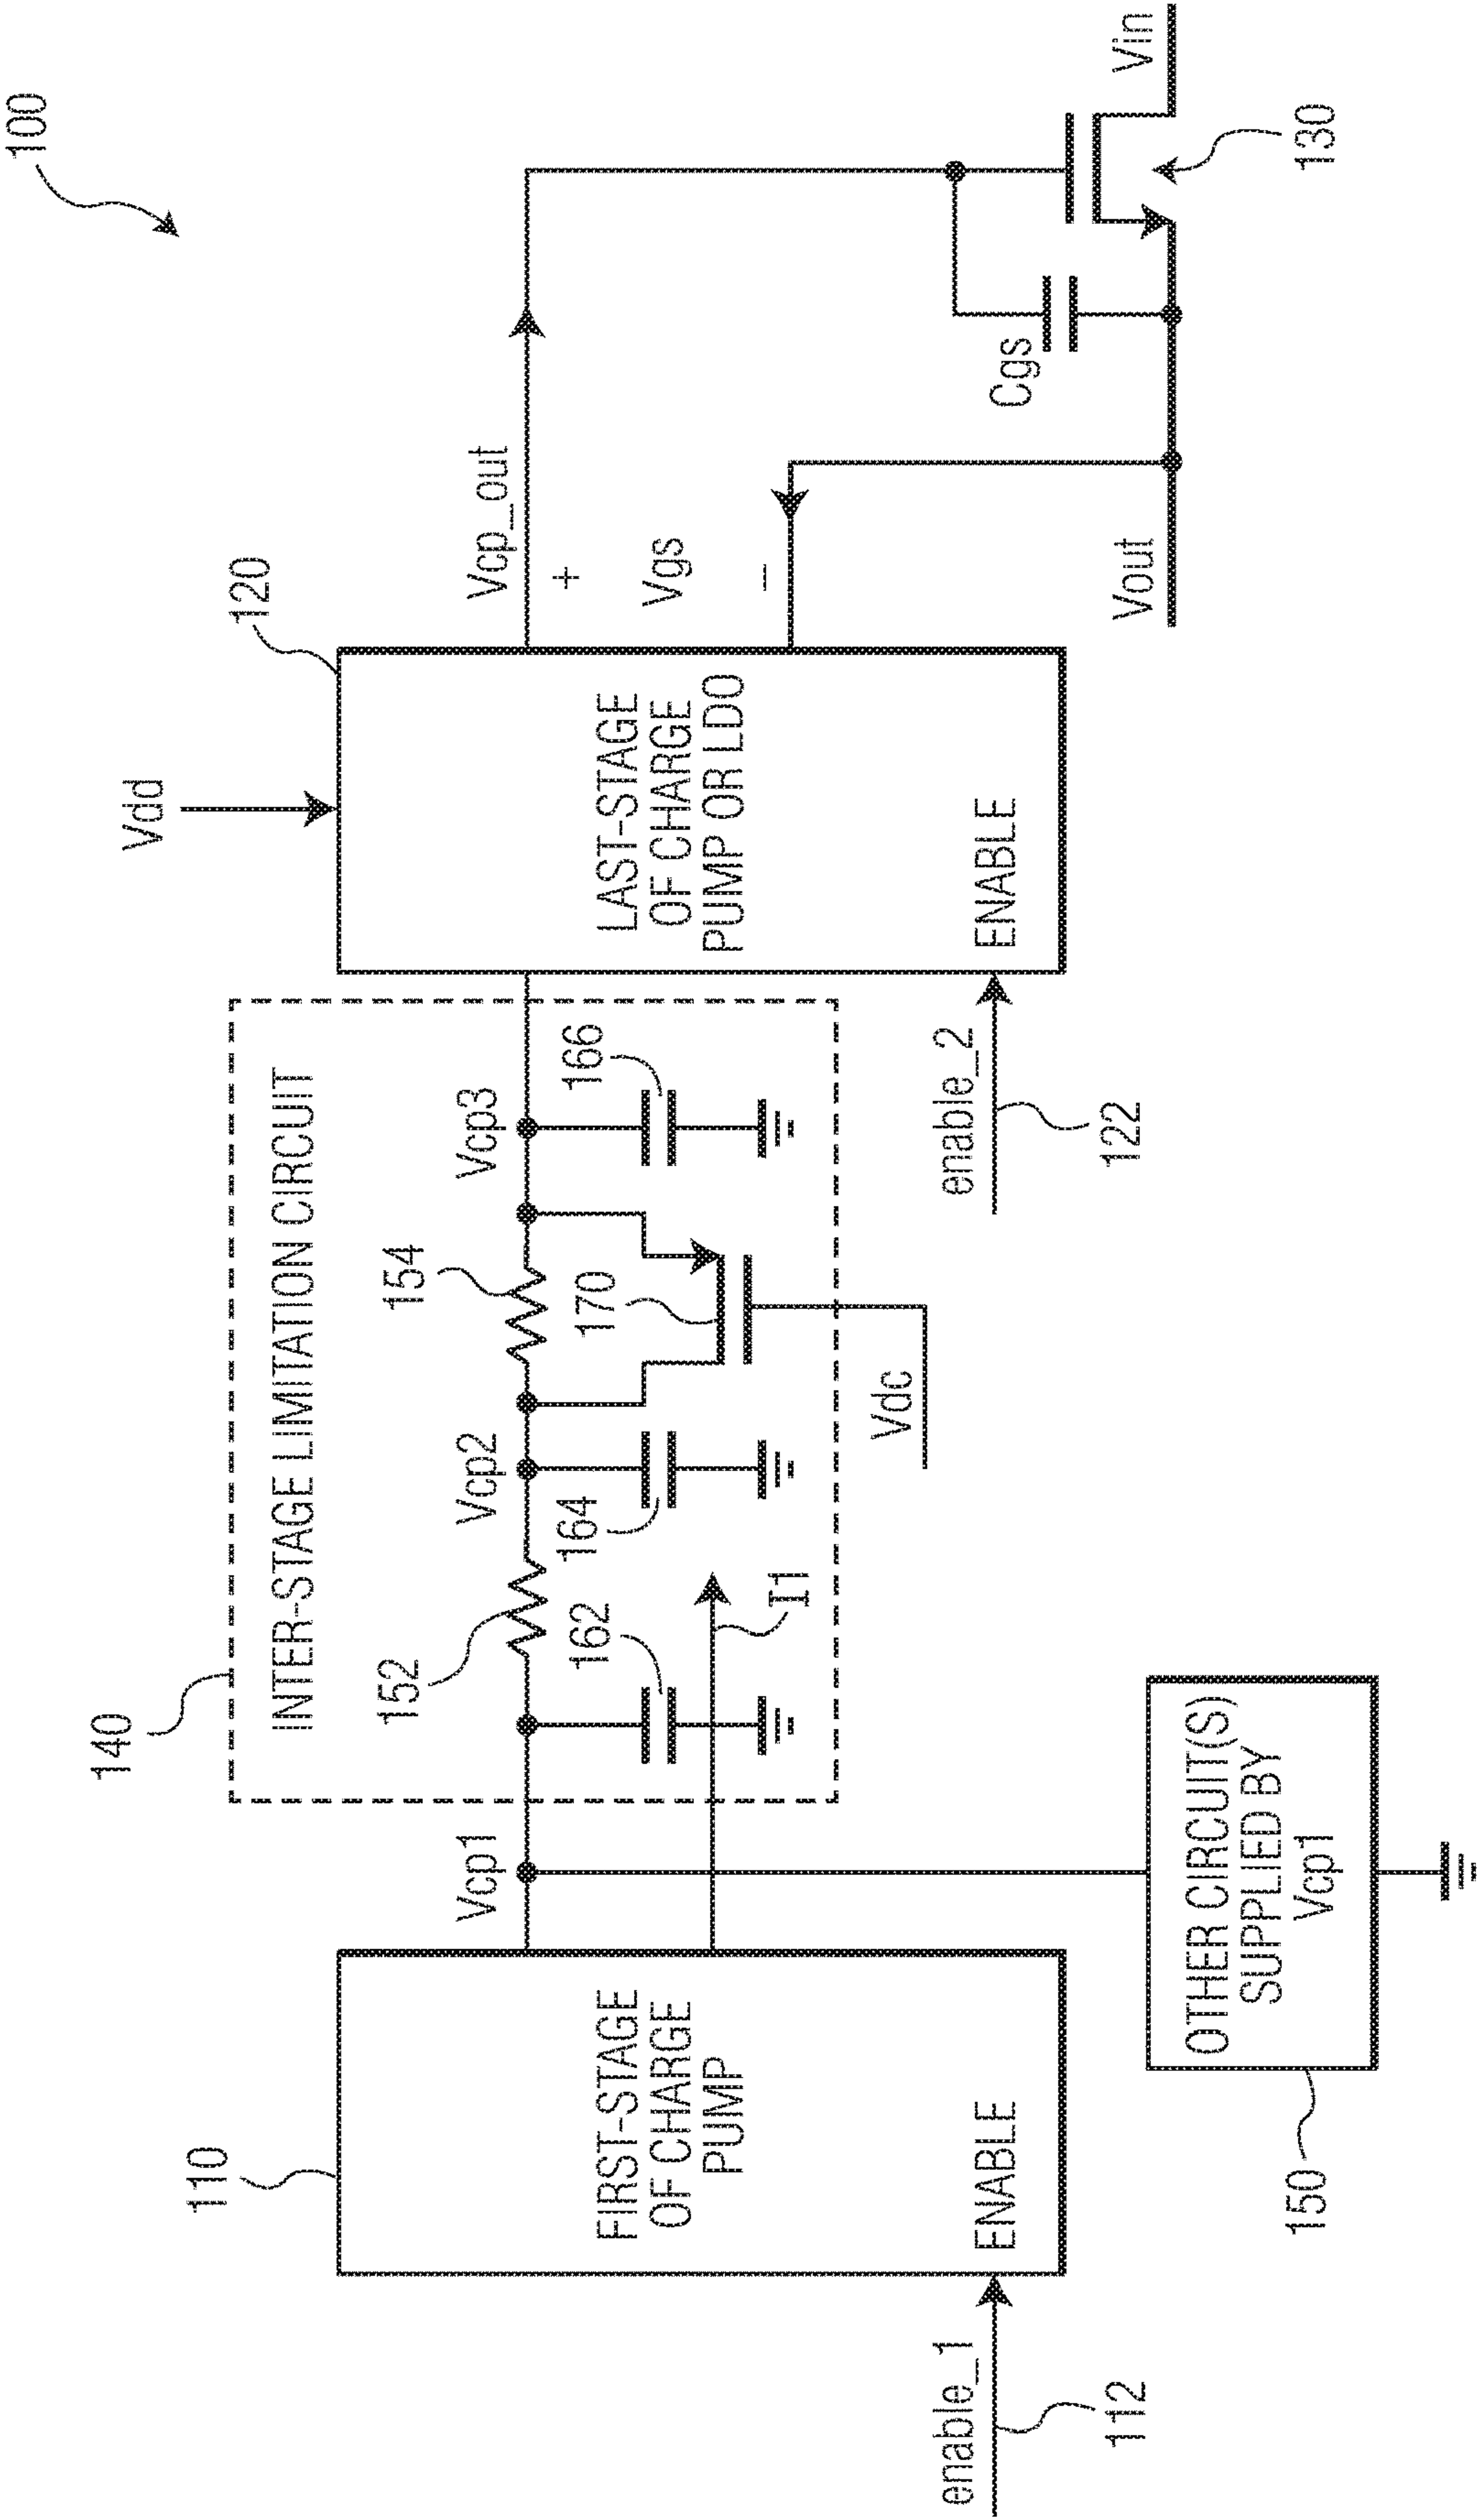 100
140
INTER-STAGE LIMITATION CIRCUIT
110
120
Vdd
Vcp1
152
Vcp2
154
Vcp3
Vcp_out
+
Vgs
−
162
164
170
166
I1
FIRST-STAGE
OF CHARGE
PUMP
ENABLE
LAST-STAGE
OF CHARGE
PUMP OR LDO
ENABLE
enable_1
112
Vdc
enable_2
122
Cgs
Vout
Vin
130
OTHER CIRCUIT(S)
SUPPLIED BY
Vcp1
150